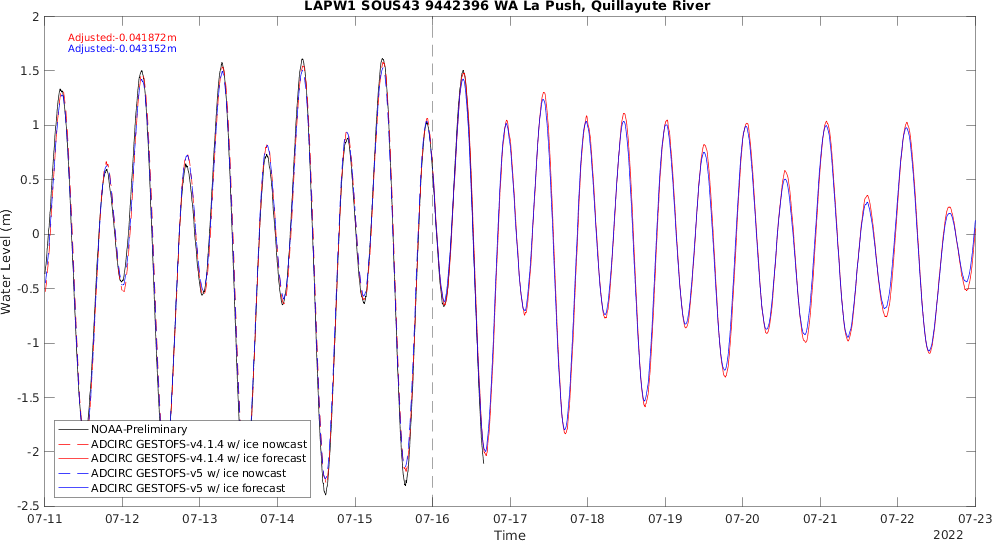 LAPW1 SOUS43 9442396 WA La Push, Quillayute River
Adjusted:-0.041872m
Adjusted:-0.043152m
2
1.5
1
0.5
0
-0.5
-1
-1.5
-2
-2.5
Water Level (m)
NOAA-Preliminary
ADCIRC GESTOFS-v4.1.4 w/ ice nowcast
ADCIRC GESTOFS-v4.1.4 w/ ice forecast
ADCIRC GESTOFS-v5 w/ ice nowcast
ADCIRC GESTOFS-v5 w/ ice forecast
07-11 07-12 07-13 07-14 07-15 07-16 07-17 07-18 07-19 07-20 07-21 07-22 07-23
Time
2022